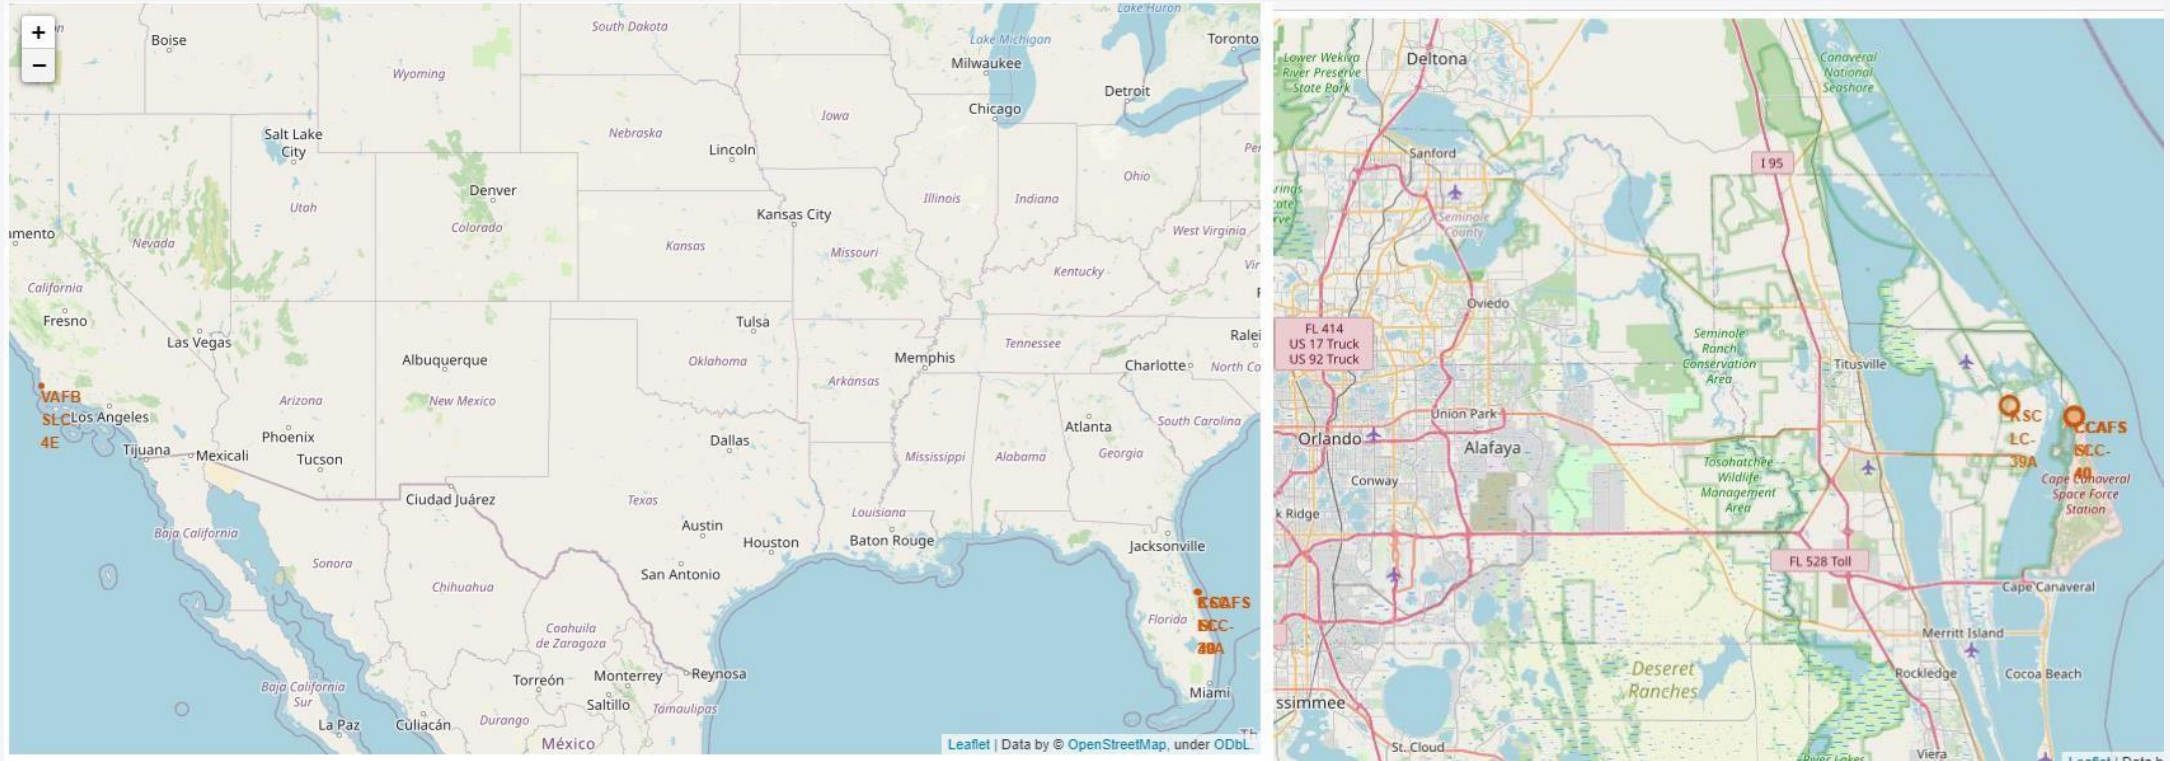 +
−
Boise
South Dakota
Lake Michigan
Lake Huron
Toronto
Wyoming
Milwaukee
Detroit
Chicago
Iowa
Salt Lake
City
Nebraska
Lincoln
Ohio
Denver
Illinois
Indiana
Utah
Kansas City
Colorado
Nevada
Kansas
Missouri
West Virginia
California
Kentucky
Fresno
Tulsa
Las Vegas
Tennessee
Albuquerque
Oklahoma
Memphis
Charlotte
Arkansas
VAFB
SLC-
4E
Los Angeles
Arizona
New Mexico
South Carolina
Atlanta
Phoenix
Dallas
Tijuana
Mexicali
Tucson
Mississippi
Alabama
Georgia
Ciudad Juárez
Texas
Louisiana
Austin
Baja California
Houston
Baton Rouge
Jacksonville
Sonora
San Antonio
Chihuahua
Florida
Coahuila
de Zaragoza
Torreón
Monterrey
Reynosa
Baja California
Sur
Saltillo
Tamaulipas
Miami
La Paz
Culiacán
Durango
México
Leaflet | Data by © OpenStreetMap, under ODbL.
Lower Wekiva
River Preserve
State Park
Deltona
Canaveral
National
Seashore
Sanford
I 95
Seminole
County
Oviedo
FL 414
US 17 Truck
US 92 Truck
Seminole
Ranch
Conservation
Area
Titusville
Union Park
KSC
LC-
39A
CCAFS
Orlando
Alafaya
Tosohatchee
Wildlife
Management
Area
Conway
40
Cape Canaveral
Space Force
Station
k Ridge
FL 528 Toll
Cape Canaveral
Merritt Island
Deseret
Ranches
Rockledge
Cocoa Beach
ssimmee
St. Cloud
Viera
River Lakes